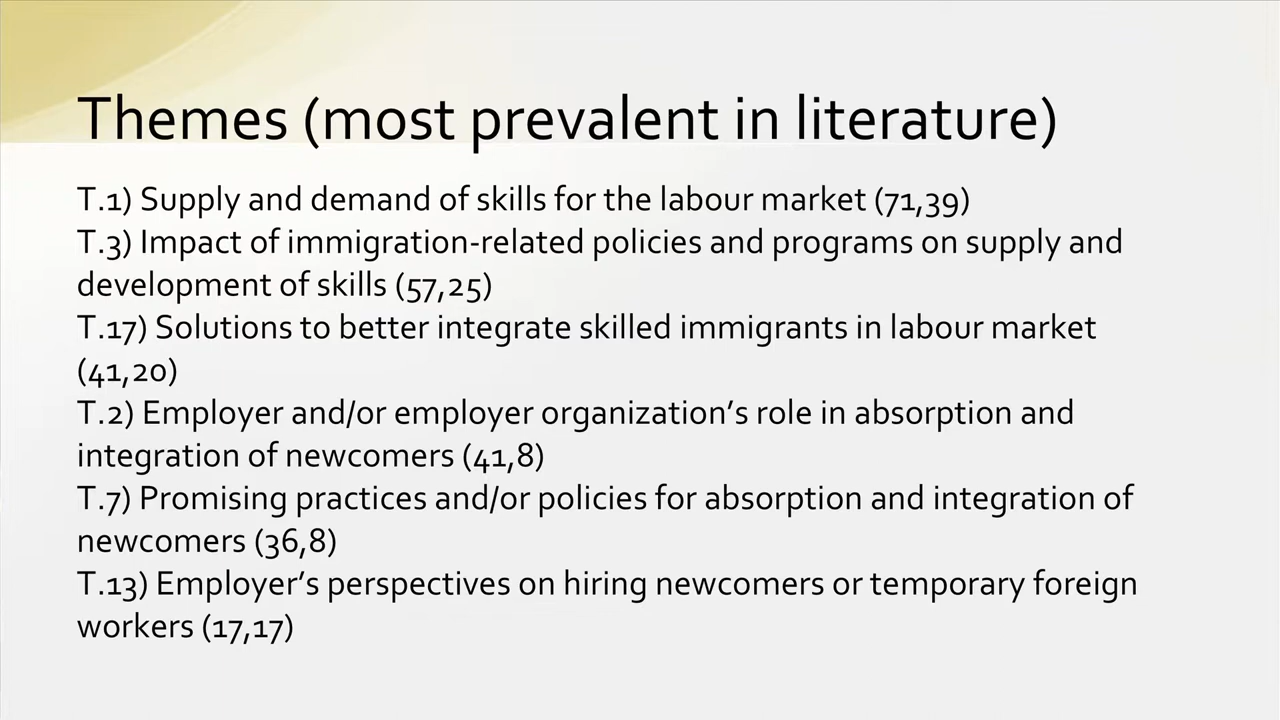 Themes (most prevalent in literature)
T.1) Supply and demand of skills for the labour market (71,39)
T.3) Impact of immigration-related policies and programs on supply and
development of skills (57,25)
T.17) Solutions to better integrate skilled immigrants in labour market
(41,20)
T.2) Employer and/or employer organization’s role in absorption and
integration of newcomers (41,8)
T.7) Promising practices and/or policies for absorption and integration of
newcomers (36,8)
T.13) Employer’s perspectives on hiring newcomers or temporary foreign
workers (17,17)